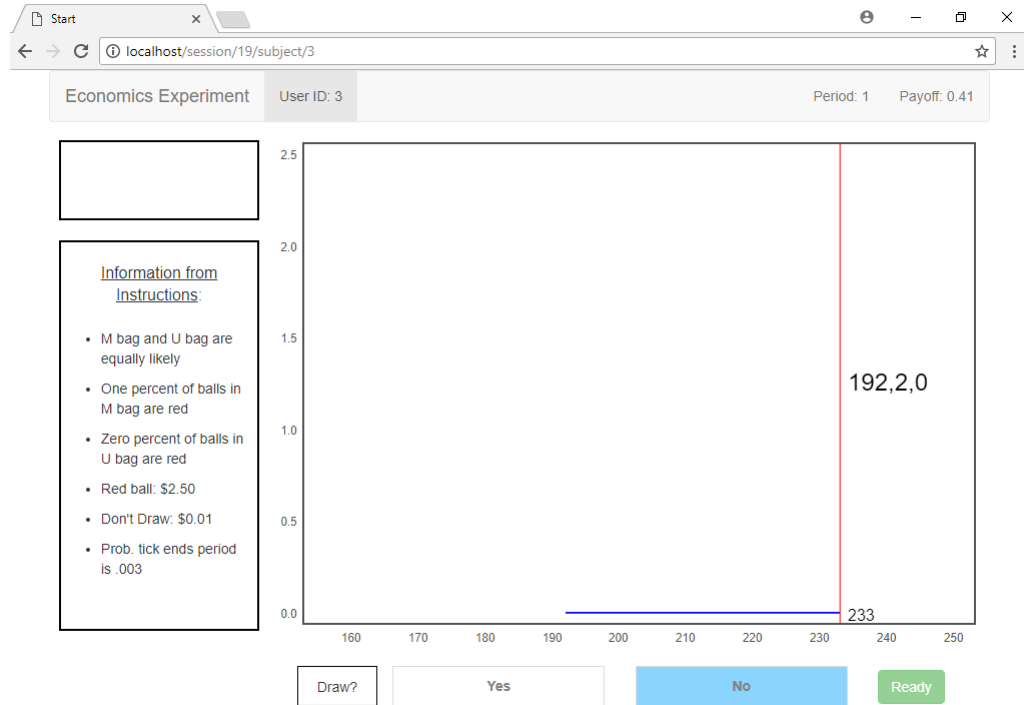 Start
localhost/session/19/subject/3
Economics Experiment
User ID: 3
Period: 1
Payoff: 0.41
Information from
Instructions:
M bag and U bag are
equally likely
One percent of balls in
M bag are red
Zero percent of balls in
U bag are red
Red ball: $2.50
Don't Draw: $0.01
Prob. tick ends period
is .003
2.5
2.0
1.5
1.0
0.5
0.0
192,2,0
233
160 170 180 190 200 210 220 230 240 250
Draw?
Yes
No
Ready